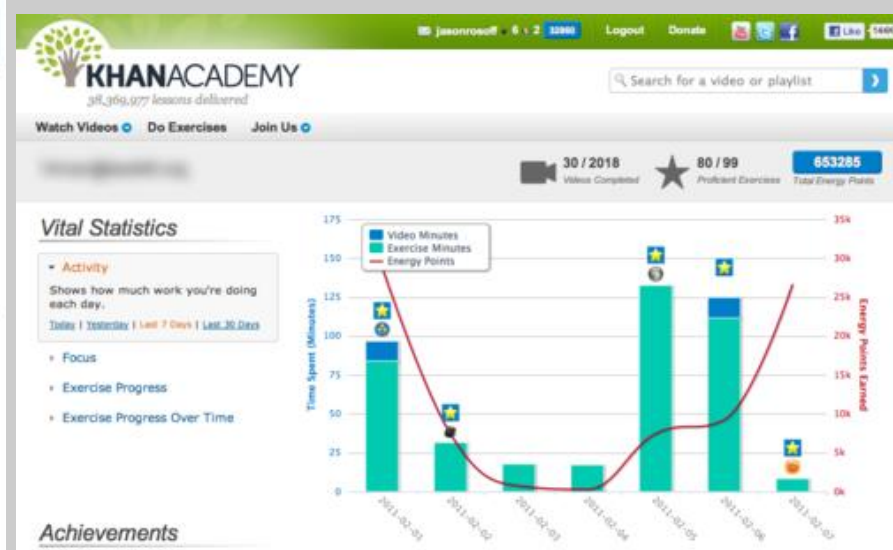 jasonrosoff 6 2 32860 Logout Donate Like
KHANACADEMY
38,369,977 lessons delivered
Search for a video or playlist
Watch Videos Do Exercises Join Us
30 / 2018
Videos Completed
80 / 99
Proficient Exercises
653285
Total Energy Points
Vital Statistics
Activity
Shows how much work you're doing
each day.
Today | Yesterday | Last 7 Days | Last 30 Days
Focus
Exercise Progress
Exercise Progress Over Time
Achievements
Video Minutes
Exercise Minutes
Energy Points
Time Spent (Minutes)
175
150
125
100
75
50
25
0
Energy Points Earned
35k
30k
25k
20k
15k
10k
5k
0k
2011-02-01
2011-02-02
2011-02-03
2011-02-04
2011-02-05
2011-02-06
2011-02-07